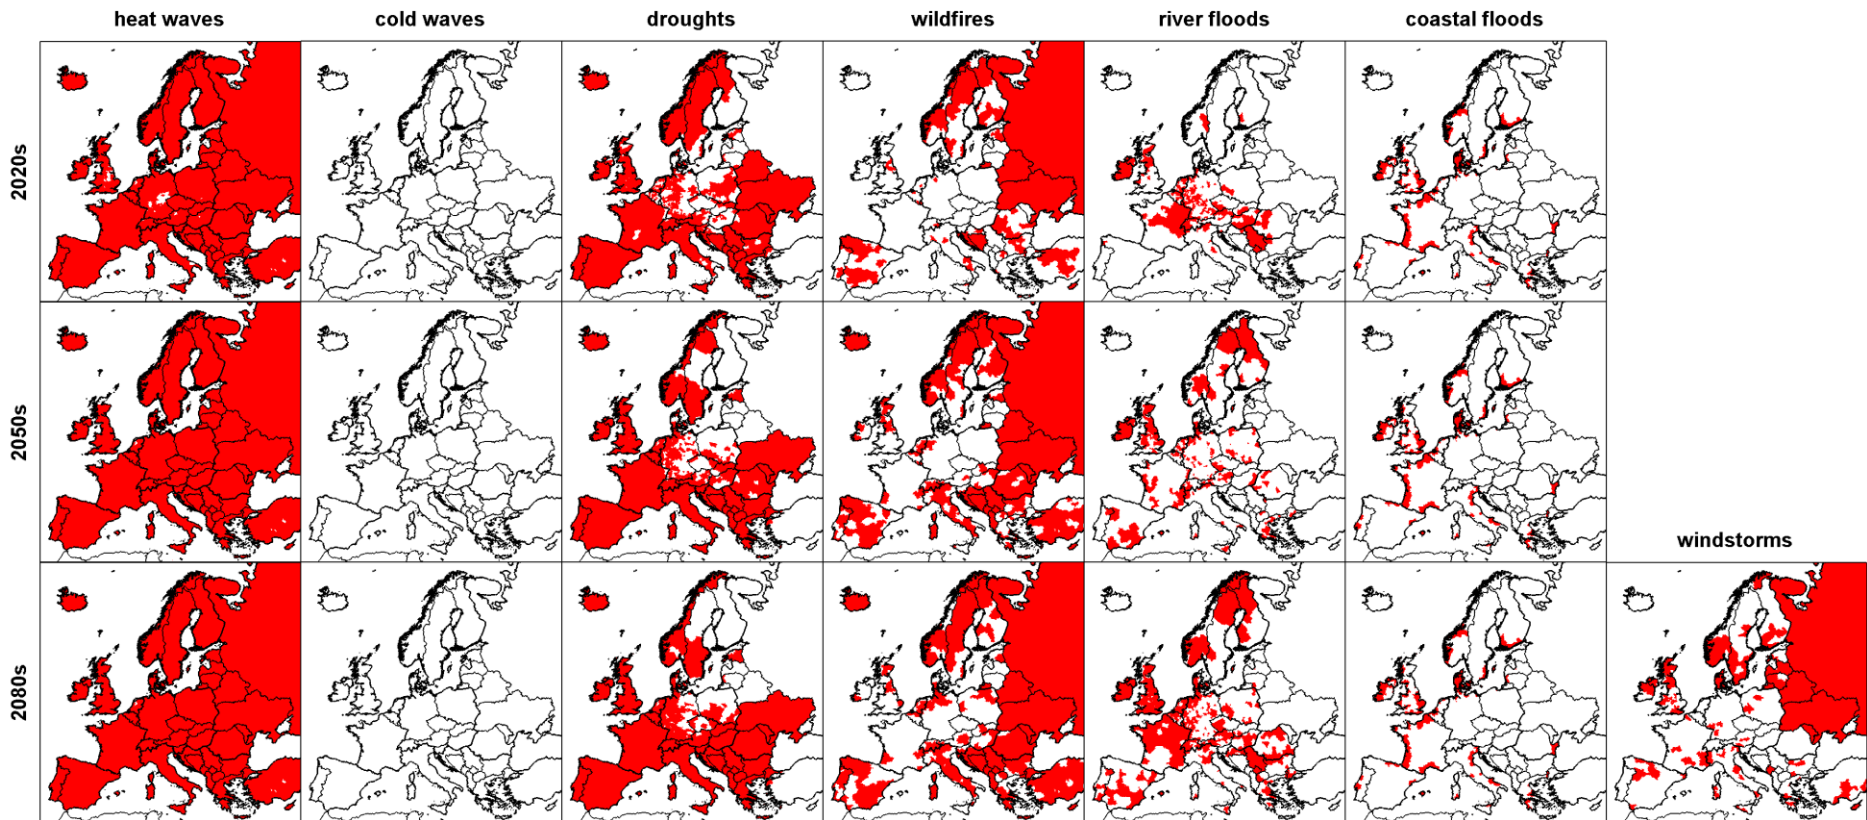 heat waves
cold waves
droughts
wildfires
river floods
coastal floods
2020s
2050s
windstorms
2080s